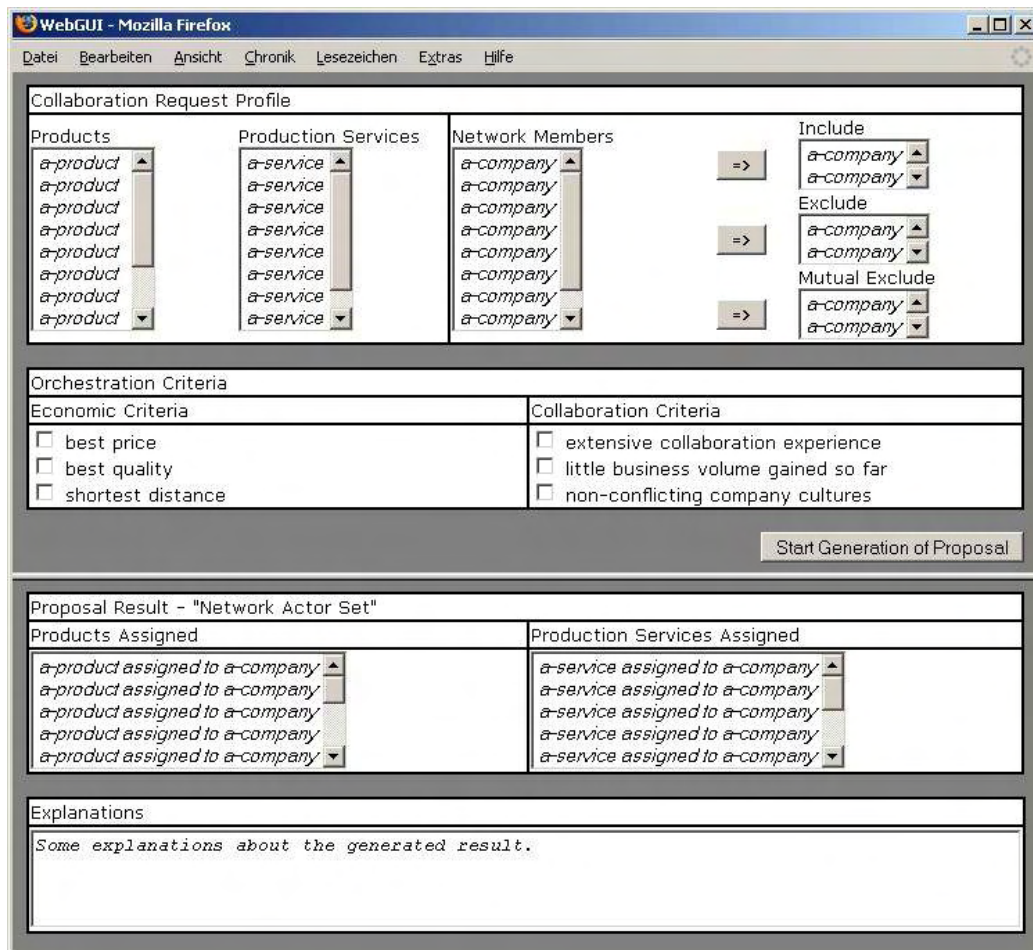 WebGUI - Mozilla Firefox
Datei Bearbeiten Ansicht Chronik Lesezeichen Extras Hilfe
Collaboration Request Profile
Products
a-product
a-product
a-product
a-product
a-product
a-product
a-product
a-product
Production Services
a-service
a-service
a-service
a-service
a-service
a-service
a-service
a-service
Network Members
a-company
a-company
a-company
a-company
a-company
a-company
a-company
a-company
=>
Include
a-company
a-company
=>
Exclude
a-company
a-company
=>
Mutual Exclude
a-company
a-company
Orchestration Criteria
Economic Criteria
best price
best quality
shortest distance
Collaboration Criteria
extensive collaboration experience
little business volume gained so far
non-conflicting company cultures
Start Generation of Proposal
Proposal Result - "Network Actor Set"
Products Assigned
a-product assigned to a-company
a-product assigned to a-company
a-product assigned to a-company
a-product assigned to a-company
a-product assigned to a-company
Production Services Assigned
a-service assigned to a-company
a-service assigned to a-company
a-service assigned to a-company
a-service assigned to a-company
a-service assigned to a-company
Explanations
Some explanations about the generated result.